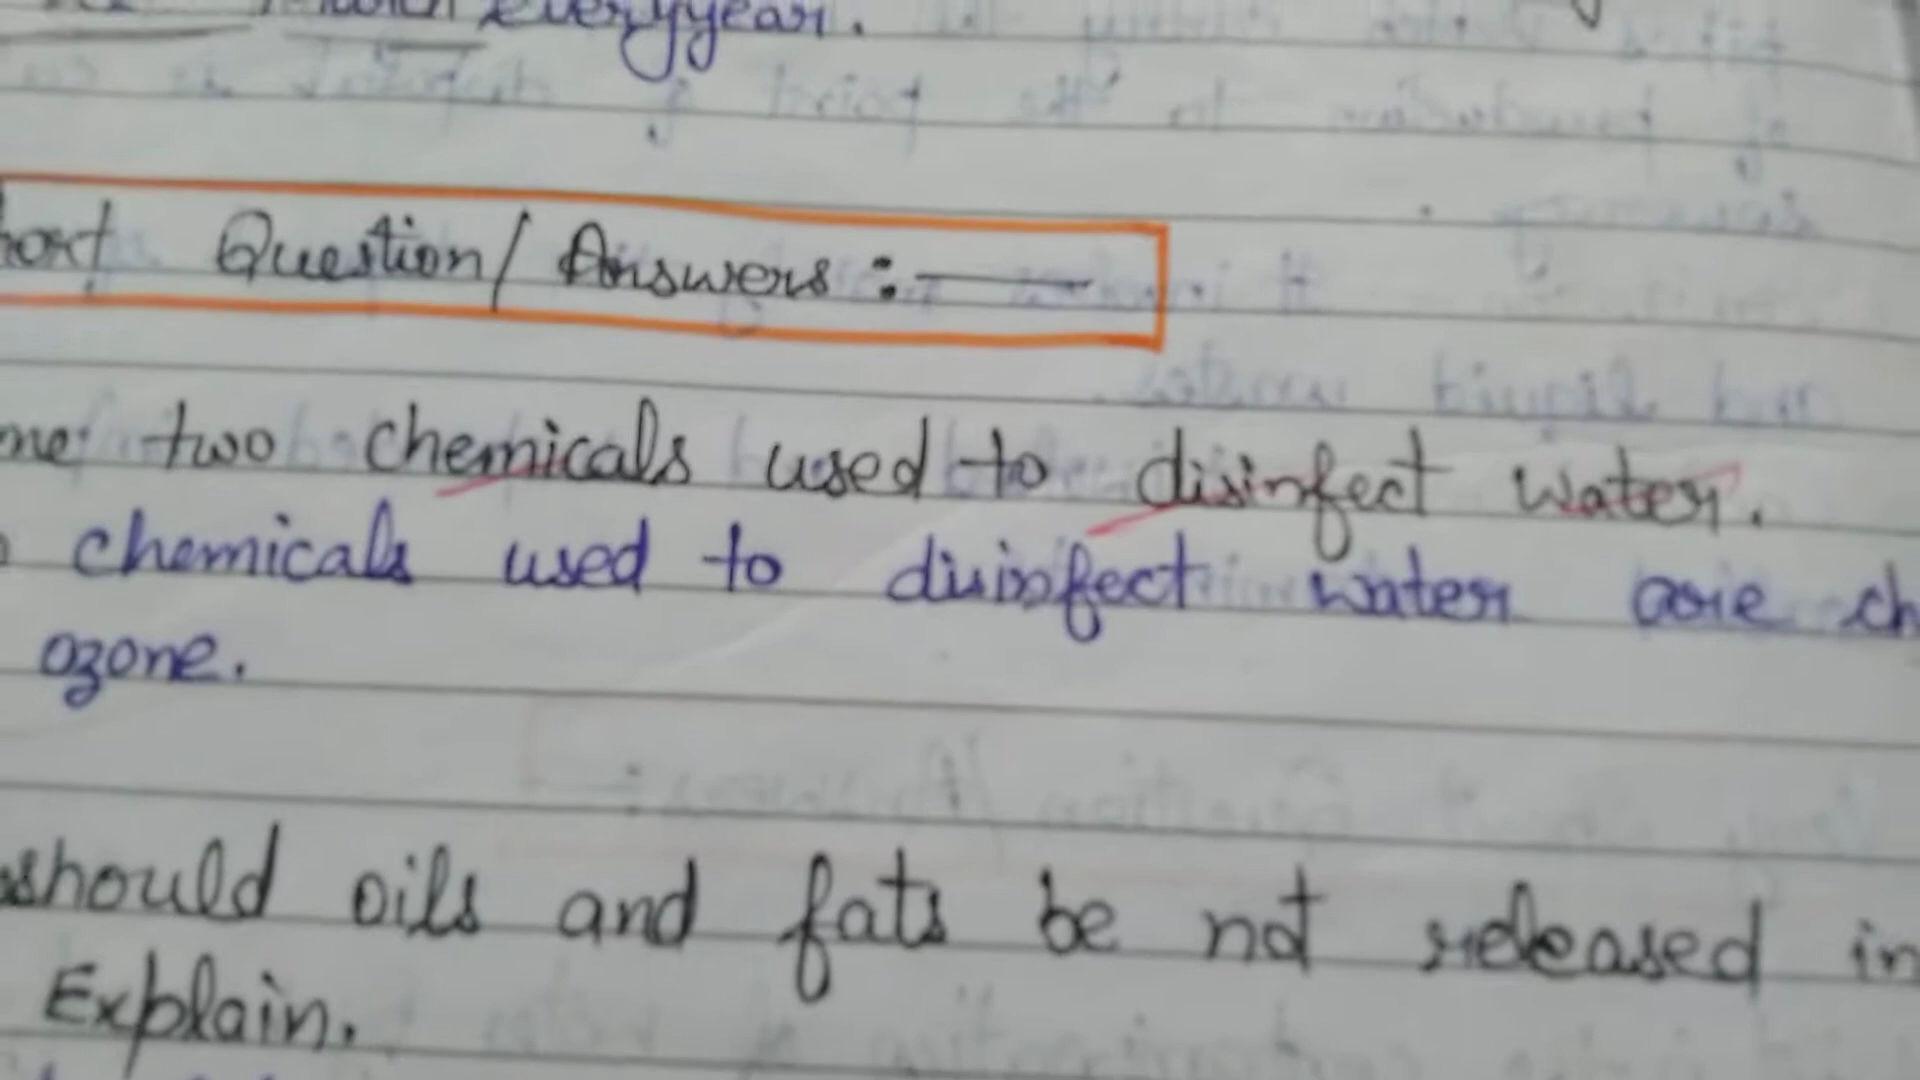 everyyear.
Question/ Answers :-
two chemicals used to disinfect water.
chemicals used to disinfect water are ch
ozone.
should oils and fats be not released in
Explain.